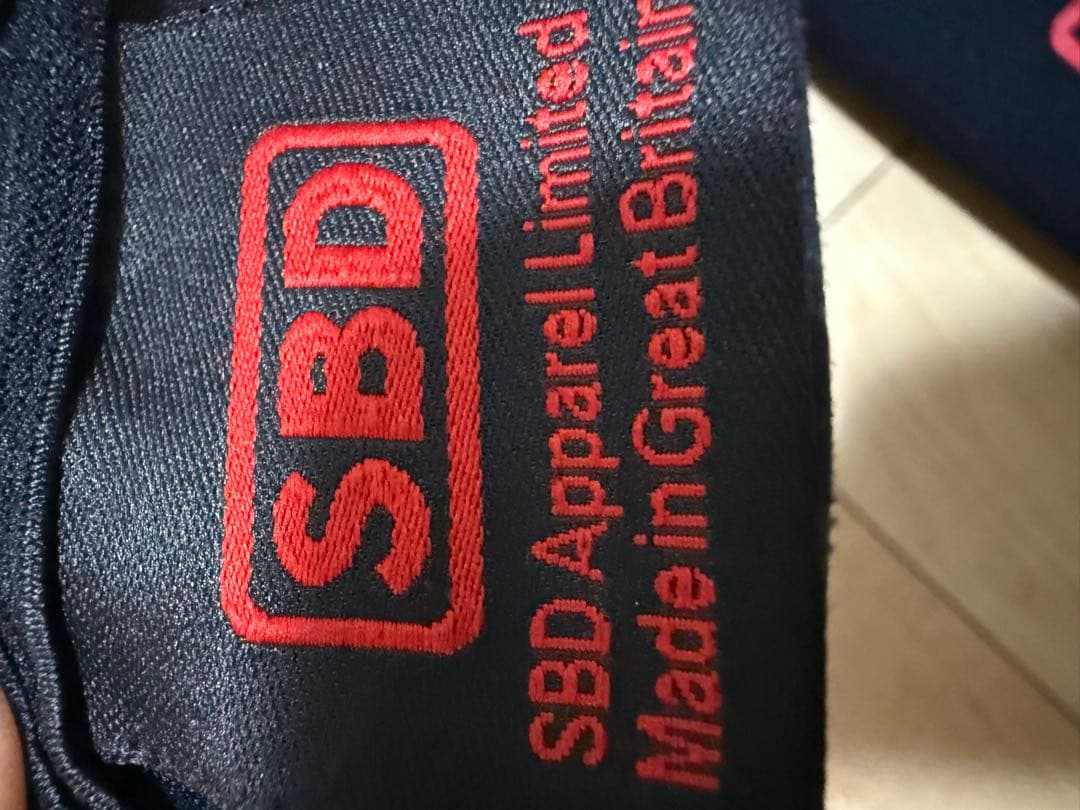 SBD
SBD Apparel Limited
Made in Great Britain